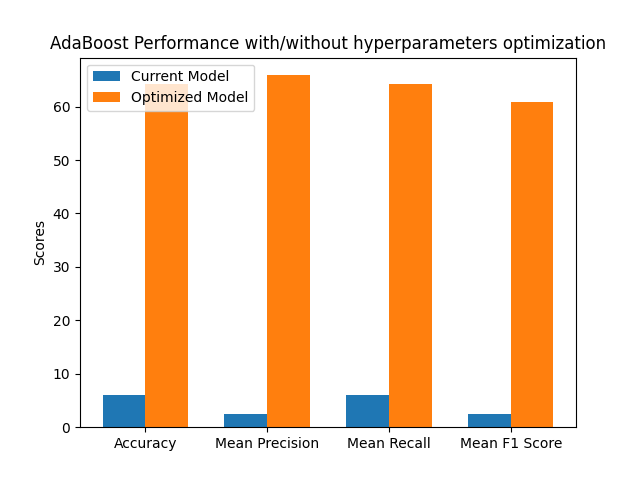 AdaBoost Performance with/without hyperparameters optimization
Current Model
Optimized Model
Scores
60
50
40
30
20
10
0
Accuracy
Mean Precision
Mean Recall
Mean F1 Score